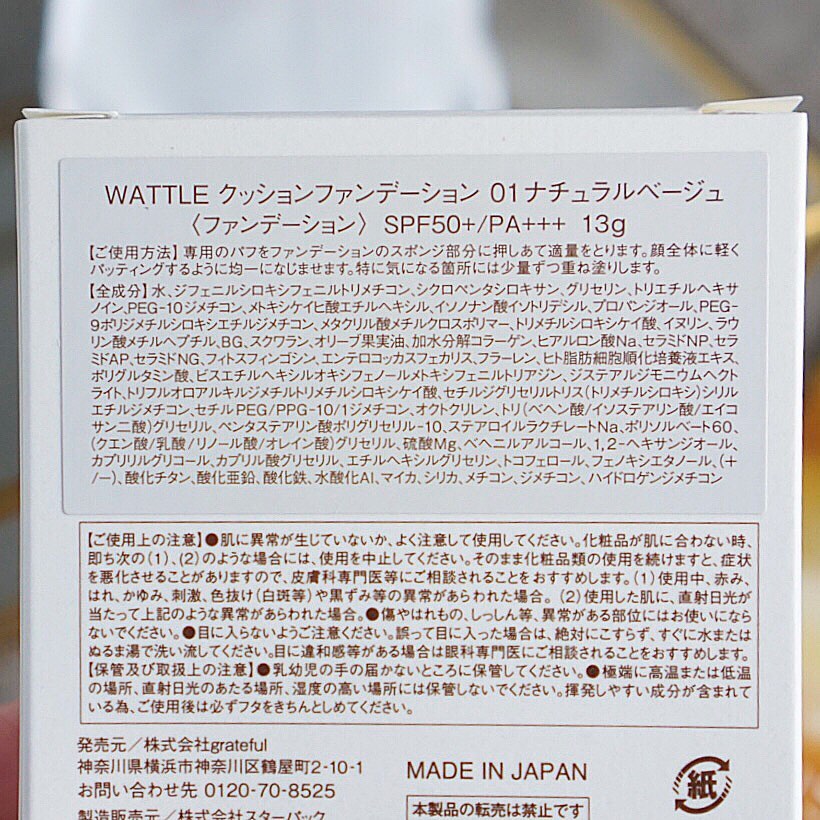 WATTLE クッションファンデーション 01ナチュラルベージュ
〈ファンデーション〉 SPF50+/PA+++ 13g
【ご使用方法】専用のパフをファンデーションのスポンジ部分に押しあて適量をとります。顔全体に軽く
パッティングするように均一になじませます。特に気になる箇所には少量ずつ重ね塗りします。
【全成分】水、ジフェニルシロキシフェニルトリメチコン、シクロペンタシロキサン、グリセリン、トリエチルヘキサ
ノイン、PEG-10ジメチコン、メトキシケイヒ酸エチルヘキシル、イソノナン酸イソトリデシル、プロパンジオール、PEG-
9ポリジメチルシロキシエチルジメチコン、メタクリル酸メチルクロスポリマー、トリメチルシロキシケイ酸、イヌリン、ラウ
リン酸メチルヘプチル、BG、スクワラン、オリーブ果実油、加水分解コラーゲン、ヒアルロン酸Na、セラミドNP、セラ
ミドAP、セラミドNG、フィトスフィンゴシン、エンテロコッカスフェカリス、フラーレン、ヒト脂肪細胞順化培養液エキス、
ポリグルタミン酸、ビスエチルヘキシルオキシフェノールメトキシフェニルトリアジン、ジステアルジモニウムヘクト
ライト、トリフルオロアルキルジメチルトリメチルシロキシケイ酸、セチルジグリセリルトリス(トリメチルシロキシ)シリル
エチルジメチコン、セチルPEG/PPG-10/1ジメチコン、オクトクリレン、トリ(ベヘン酸/イソステアリン酸/エイコ
サン二酸)グリセリル、ペンタステアリン酸ポリグリセリル-10、ステアロイルラクチレートNa、ポリソルベート60、
(クエン酸/乳酸/リノール酸/オレイン酸)グリセリル、硫酸Mg、ベヘニルアルコール、1,2-ヘキサンジオール、
カプリリルグリコール、カプリル酸グリセリル、エチルヘキシルグリセリン、トコフェロール、フェノキシエタノール、(+
/-)、酸化チタン、酸化亜鉛、酸化鉄、水酸化Al、マイカ、シリカ、メチコン、ジメチコン、ハイドロゲンジメチコン
【ご使用上の注意】●肌に異常が生じていないか、よく注意して使用してください。化粧品が肌に合わない時、
即ち次の(1)、(2)のような場合には、使用を中止してください。そのまま化粧品類の使用を続けますと、症状
を悪化させることがありますので、皮膚科専門医等にご相談されることをおすすめします。(1)使用中、赤み、
はれ、かゆみ、刺激、色抜け(白斑等)や黒ずみ等の異常があらわれた場合。(2)使用した肌に、直射日光が
当たって上記のような異常があらわれた場合。●傷やはれもの、しっしん等、異常がある部位にはお使いになら
ないでください。●目に入らないようご注意ください。誤って目に入った場合は、絶対にこすらず、すぐに水または
ぬるま湯で洗い流してください。目に違和感等がある場合は眼科専門医にご相談されることをおすすめします。
【保管及び取扱上の注意】●乳幼児の手の届かないところに保管してください。●極端に高温または低温
の場所、直射日光のあたる場所、湿度の高い場所には保管しないでください。揮発しやすい成分が含まれて
いる為、ご使用後は必ずフタをきちんとしめてください。
発売元/株式会社grateful
神奈川県横浜市神奈川区鶴屋町2-10-1
お問い合わせ先 0120-70-8525
製造販売元/株式会社スターパック
MADE IN JAPAN
本製品の転売は禁止です
紙